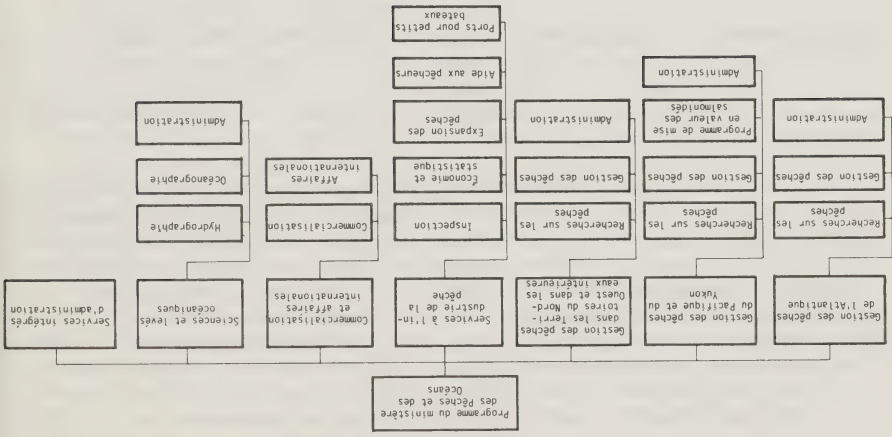 Programme du ministère
des Pêches et des
Océans
Gestion des pêches
de l'Atlantique
Recherches sur les
pêches
Gestion des pêches
Administration
Gestion des pêches
du Pacifique et du
Yukon
Recherches sur les
pêches
Gestion des pêches
Programme de mise
en valeur des
salmonidés
Administration
Gestion des pêches
dans les Terri-
toires du Nord-
Ouest et dans les
eaux intérieures
Recherches sur les
pêches
Gestion des pêches
Administration
Services à l'in-
dustrie de la
pêche
Inspection
Économie et
statistique
Expansion des
pêches
Aide aux pêcheurs
Ports pour petits
bateaux
Commercialisation
et affaires
internationales
Commercialisation
Affaires
internationales
Sciences et levés
océaniques
Hydrographie
Océanographie
Administration
Services intégrés
d'administration